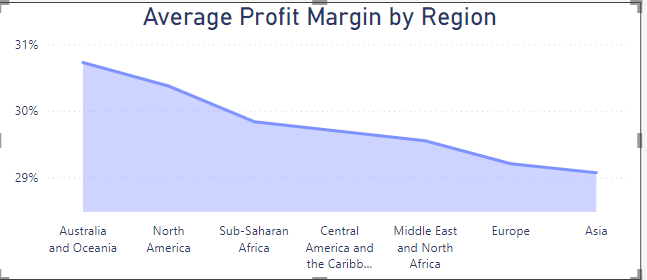 Average Profit Margin by Region
31%
30%
29%
Australia
and Oceania
North
America
Sub-Saharan
Africa
Central
America and
the Caribb...
Middle East
and North
Africa
Europe
Asia